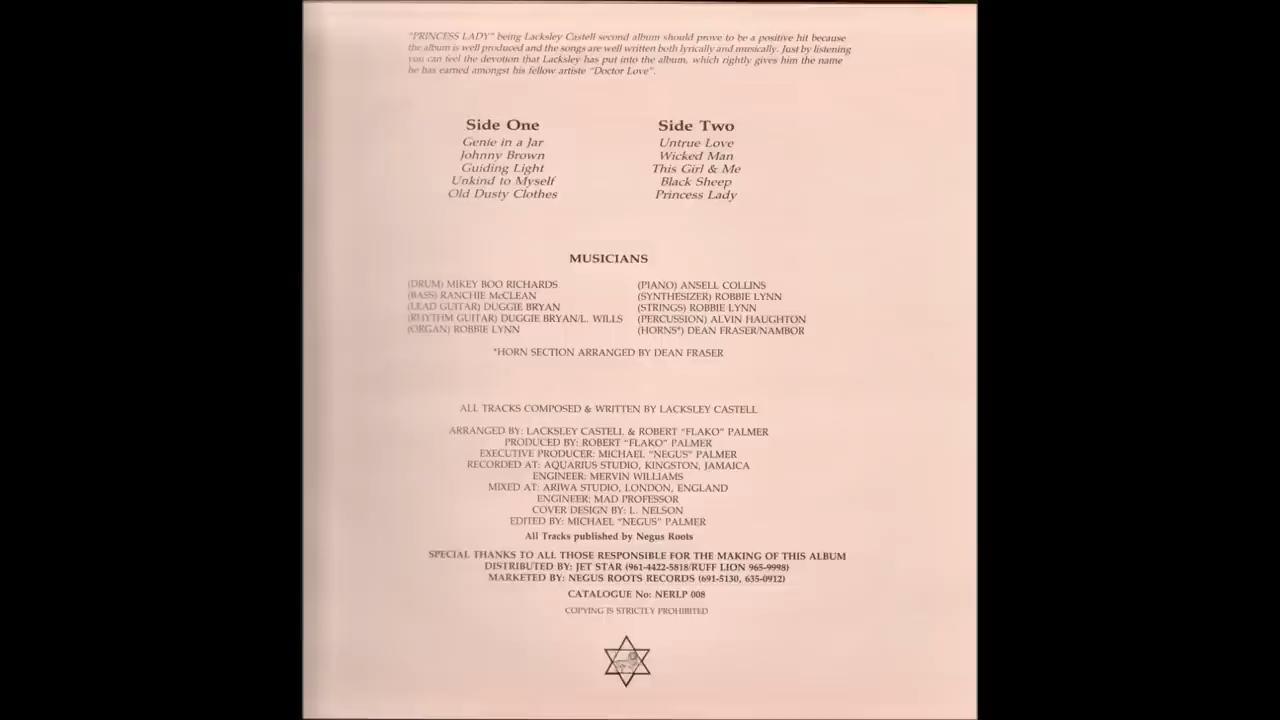 "PRINCESS LADY" being Lacksley Castell second album should prove to be a positive hit because
the album is well produced and the songs are well written both lyrically and musically. Just by listening
you can feel the devotion that Lacksley has put into the album, which rightly gives him the name
he has earned amongst his fellow artiste "Doctor Love".
Side One
Genie in a Jar
Johnny Brown
Guiding Light
Unkind to Myself
Old Dusty Clothes
Side Two
Untrue Love
Wicked Man
This Girl & Me
Black Sheep
Princess Lady
MUSICIANS
(DRUM) MIKEY BOO RICHARDS
(BASS) RANCHIE McCLEAN
(LEAD GUITAR) DUGGIE BRYAN
(RHYTHM GUITAR) DUGGIE BRYAN/L. WILLS
(ORGAN) ROBBIE LYNN
(PIANO) ANSELL COLLINS
(SYNTHESIZER) ROBBIE LYNN
(STRINGS) ROBBIE LYNN
(PERCUSSION) ALVIN HAUGHTON
(HORNS*) DEAN FRASER/NAMBOR
*HORN SECTION ARRANGED BY DEAN FRASER
ALL TRACKS COMPOSED & WRITTEN BY LACKSLEY CASTELL
ARRANGED BY: LACKSLEY CASTELL & ROBERT "FLAKO" PALMER
PRODUCED BY: ROBERT "FLAKO" PALMER
EXECUTIVE PRODUCER: MICHAEL "NEGUS" PALMER
RECORDED AT: AQUARIUS STUDIO, KINGSTON, JAMAICA
ENGINEER: MERVIN WILLIAMS
MIXED AT: ARIWA STUDIO, LONDON, ENGLAND
ENGINEER: MAD PROFESSOR
COVER DESIGN BY: L. NELSON
EDITED BY: MICHAEL "NEGUS" PALMER
All Tracks published by Negus Roots
SPECIAL THANKS TO ALL THOSE RESPONSIBLE FOR THE MAKING OF THIS ALBUM
DISTRIBUTED BY: JET STAR (961-4422-5818/RUFF LION 965-9998)
MARKETED BY: NEGUS ROOTS RECORDS (691-5130, 635-0912)
CATALOGUE No: NERLP 008
COPYING IS STRICTLY PROHIBITED